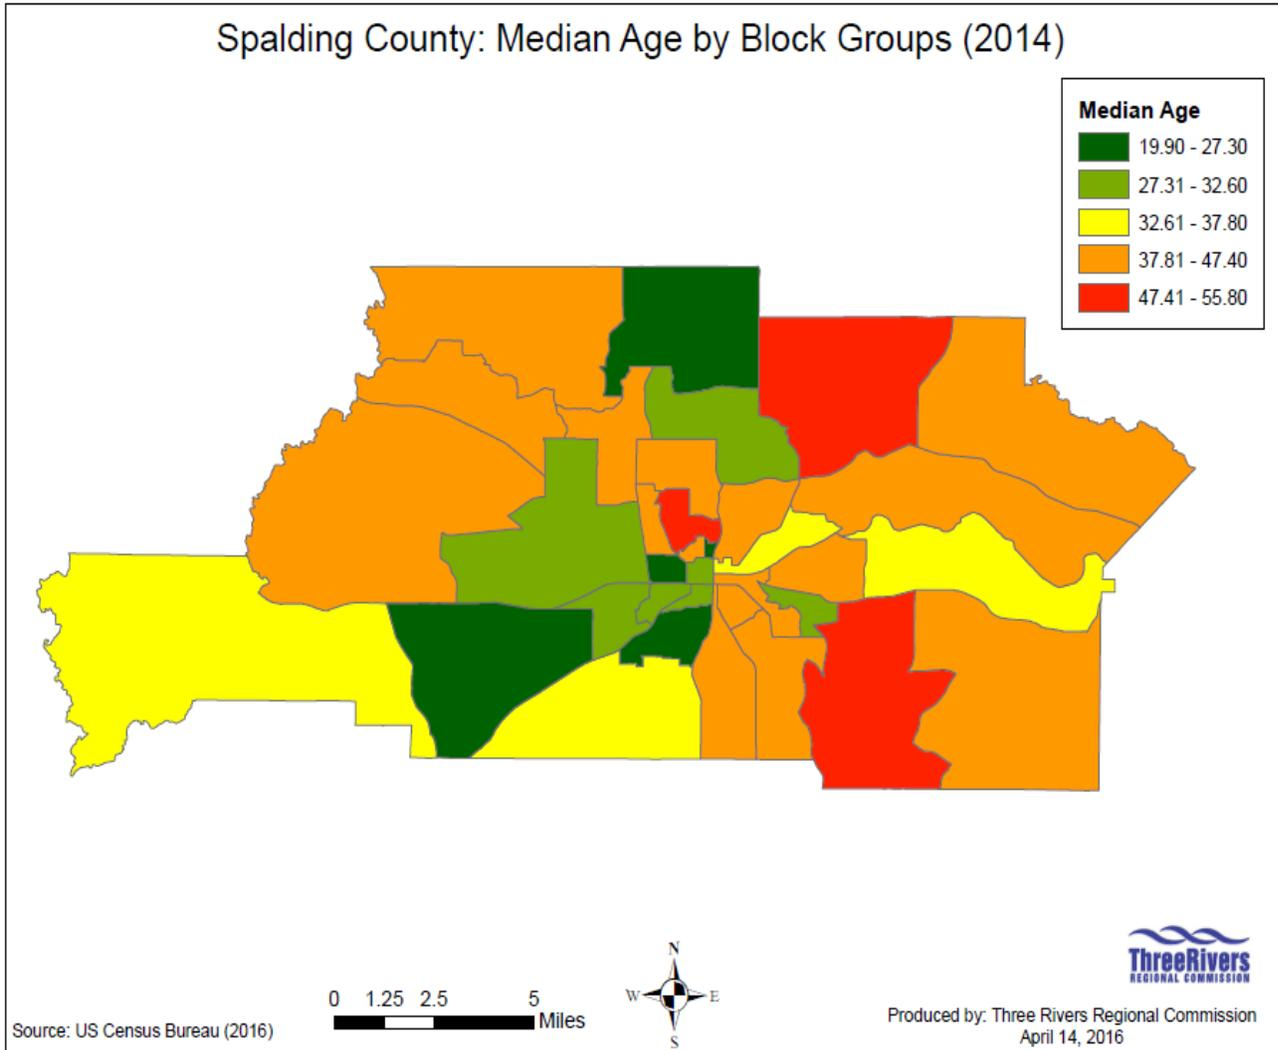 Spalding County: Median Age by Block Groups (2014)
Median Age
19.90 - 27.30
27.31 - 32.60
32.61 - 37.80
37.81 - 47.40
47.41 - 55.80
N
W E
S
0 1.25 2.5 5
Miles
Source: US Census Bureau (2016)
ThreeRivers
REGIONAL COMMISSION
Produced by: Three Rivers Regional Commission
April 14, 2016